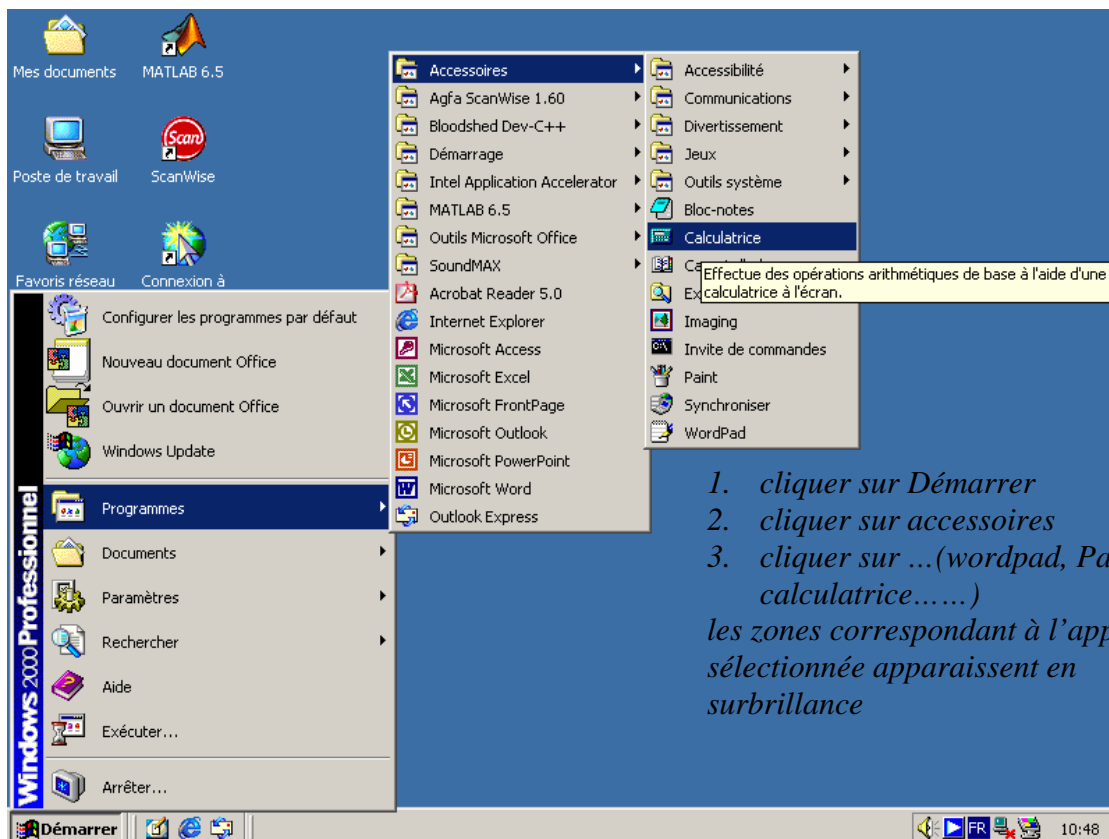 Mes documents
MATLAB 6.5
Poste de travail
Scan
ScanWise
Favoris réseau
Connexion à
Configurer les programmes par défaut
Nouveau document Office
Ouvrir un document Office
Windows Update
Programmes
Documents
Paramètres
Rechercher
Aide
Exécuter...
Arrêter...
Windows 2000 Professionnel
Accessoires
Agfa ScanWise 1.60
Bloodshed Dev-C++
Démarrage
Intel Application Accelerator
MATLAB 6.5
Outils Microsoft Office
SoundMAX
Acrobat Reader 5.0
Internet Explorer
Microsoft Access
Microsoft Excel
Microsoft FrontPage
Microsoft Outlook
Microsoft PowerPoint
Microsoft Word
Outlook Express
Accessibilité
Communications
Divertissement
Jeux
Outils système
Bloc-notes
Calculatrice
Effectue des opérations arithmétiques de base à l'aide d'une
calculatrice à l'écran.
Imaging
Invite de commandes
Paint
Synchroniser
WordPad
1. cliquer sur Démarrer
2. cliquer sur accessoires
3. cliquer sur …(wordpad, Pa
calculatrice……)
les zones correspondant à l’app
sélectionnée apparaissent en
surbrillance
Démarrer
FR
10:48